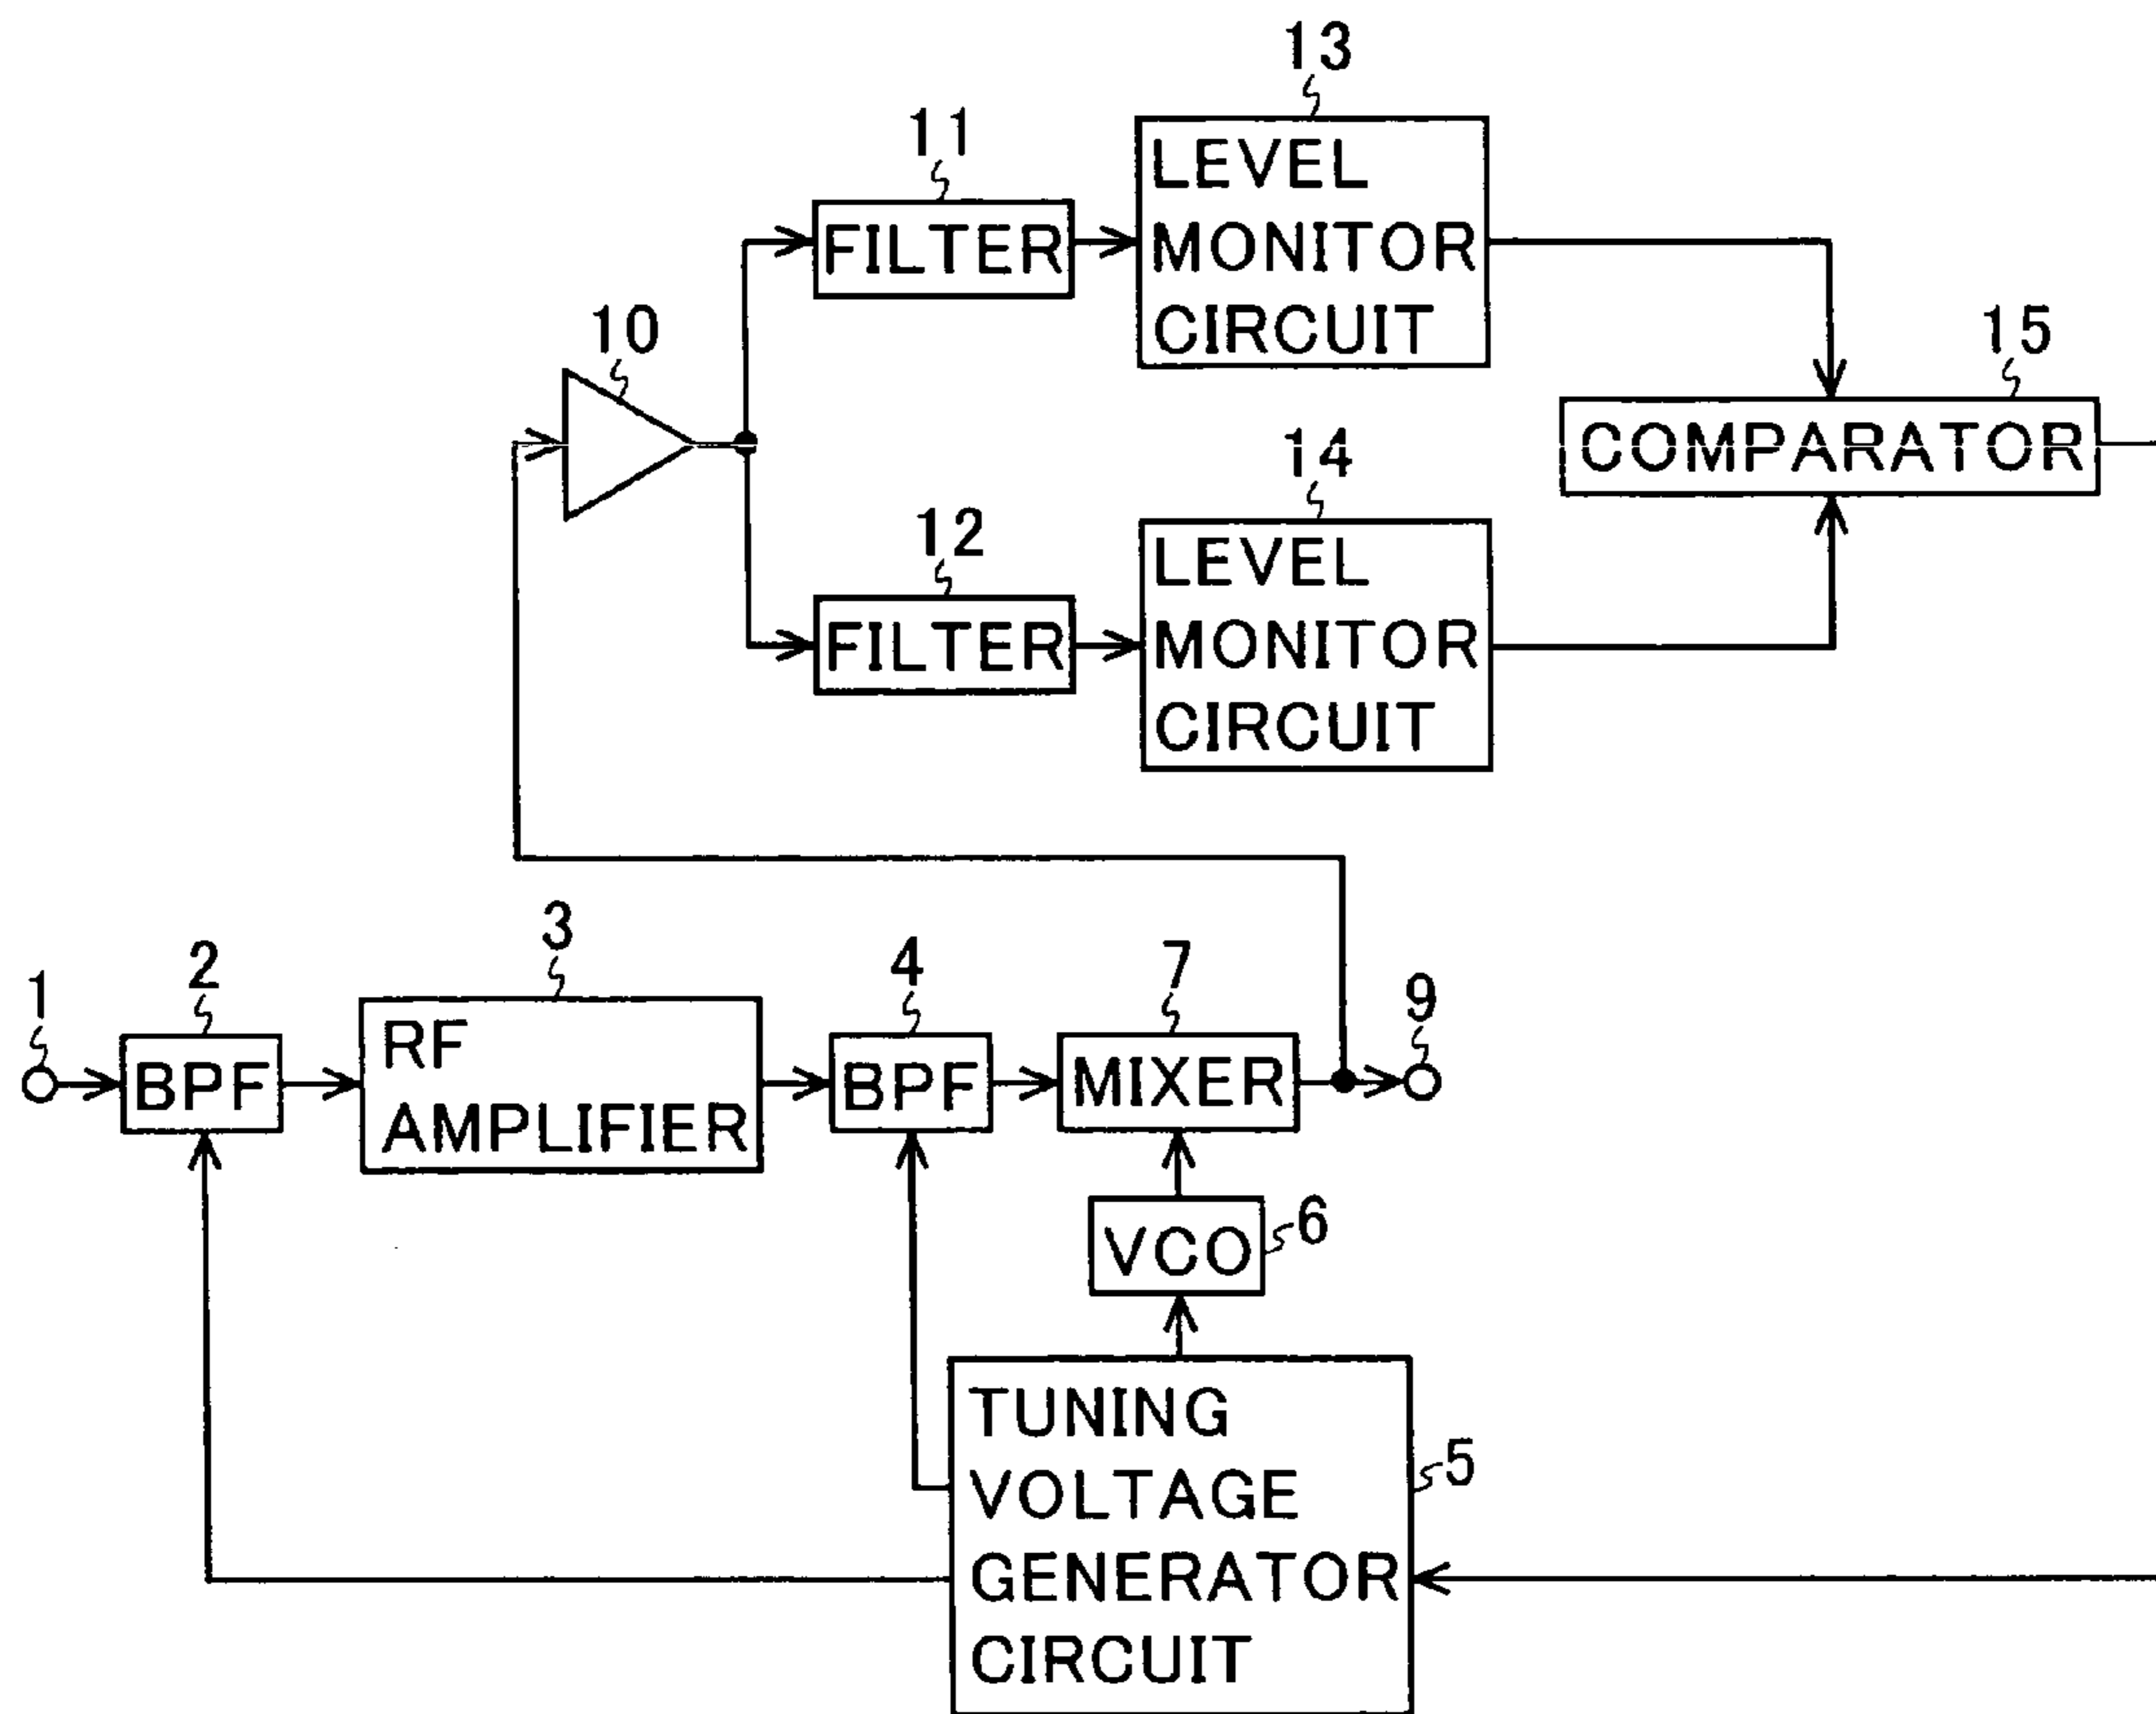 13
11
LEVEL
MONITOR
CIRCUIT
FILTER
10
15
COMPARATOR
14
12
LEVEL
MONITOR
CIRCUIT
FILTER
3
2
4
7
1
9
RF
AMPLIFIER
BPF
BPF
MIXER
6
VCO
TUNING
VOLTAGE
GENERATOR
CIRCUIT
5